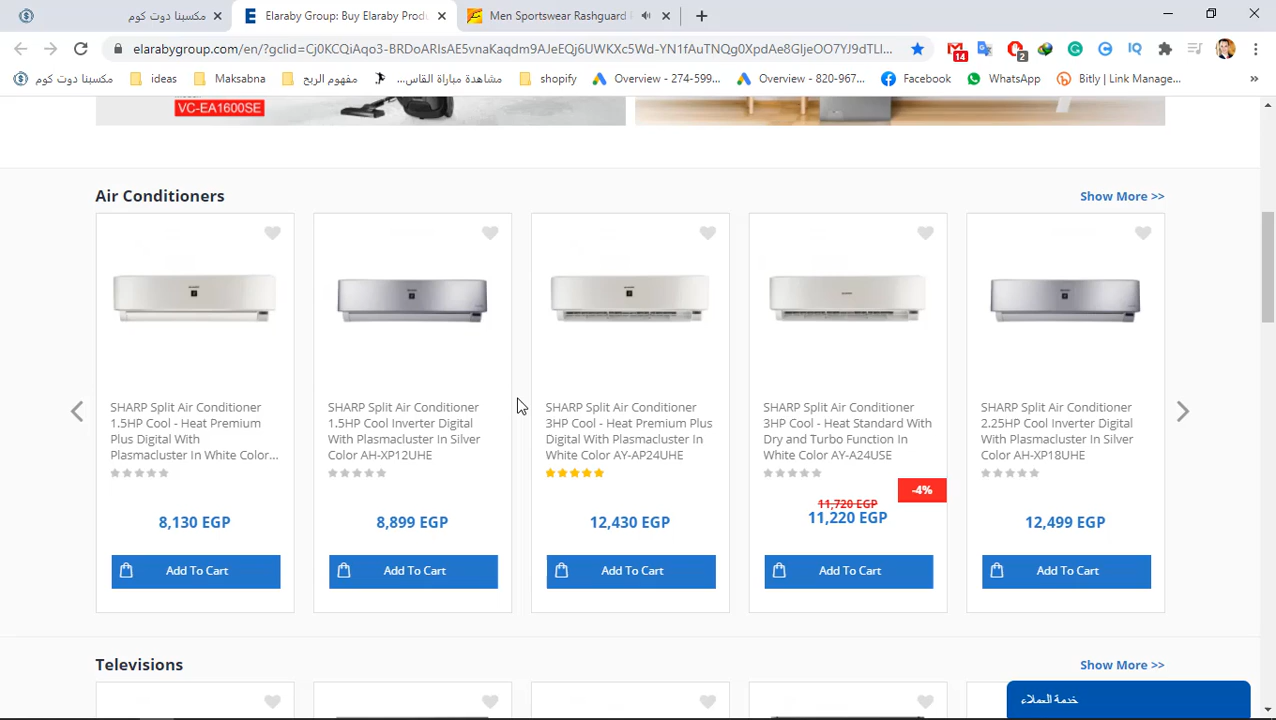 مكسبنا دوت كوم
Elaraby Group: Buy Elaraby Produ
Men Sportswear Rashguard
elarabygroup.com/en/?gclid=Cj0KCQiAqo3-BRDoARIsAE5vnaKaqdm9AJeEQj6UWKXc5Wd-YN1fAuTNQg0XpdAe8GljeOO7YJ9dTLI...
14
2
IQ
مكسبنا دوت كوم
ideas
Maksabna
مفهوم الربح
مشاهدة مباراة القاس...
shopify
Overview - 274-599...
Overview - 820-967...
Facebook
WhatsApp
Bitly | Link Manage...
»
MODEL
VC-EA1600SE
Air Conditioners
Show More >>
SHARP Split Air Conditioner
1.5HP Cool - Heat Premium
Plus Digital With
Plasmacluster In White Color...
8,130 EGP
Add To Cart
SHARP Split Air Conditioner
1.5HP Cool Inverter Digital
With Plasmacluster In Silver
Color AH-XP12UHE
8,899 EGP
Add To Cart
SHARP Split Air Conditioner
3HP Cool - Heat Premium Plus
Digital With Plasmacluster In
White Color AY-AP24UHE
12,430 EGP
Add To Cart
SHARP Split Air Conditioner
3HP Cool - Heat Standard With
Dry and Turbo Function In
White Color AY-A24USE
-4%
11,720 EGP
11,220 EGP
Add To Cart
SHARP Split Air Conditioner
2.25HP Cool Inverter Digital
With Plasmacluster In Silver
Color AH-XP18UHE
12,499 EGP
Add To Cart
Televisions
Show More >>
خدمة العملاء